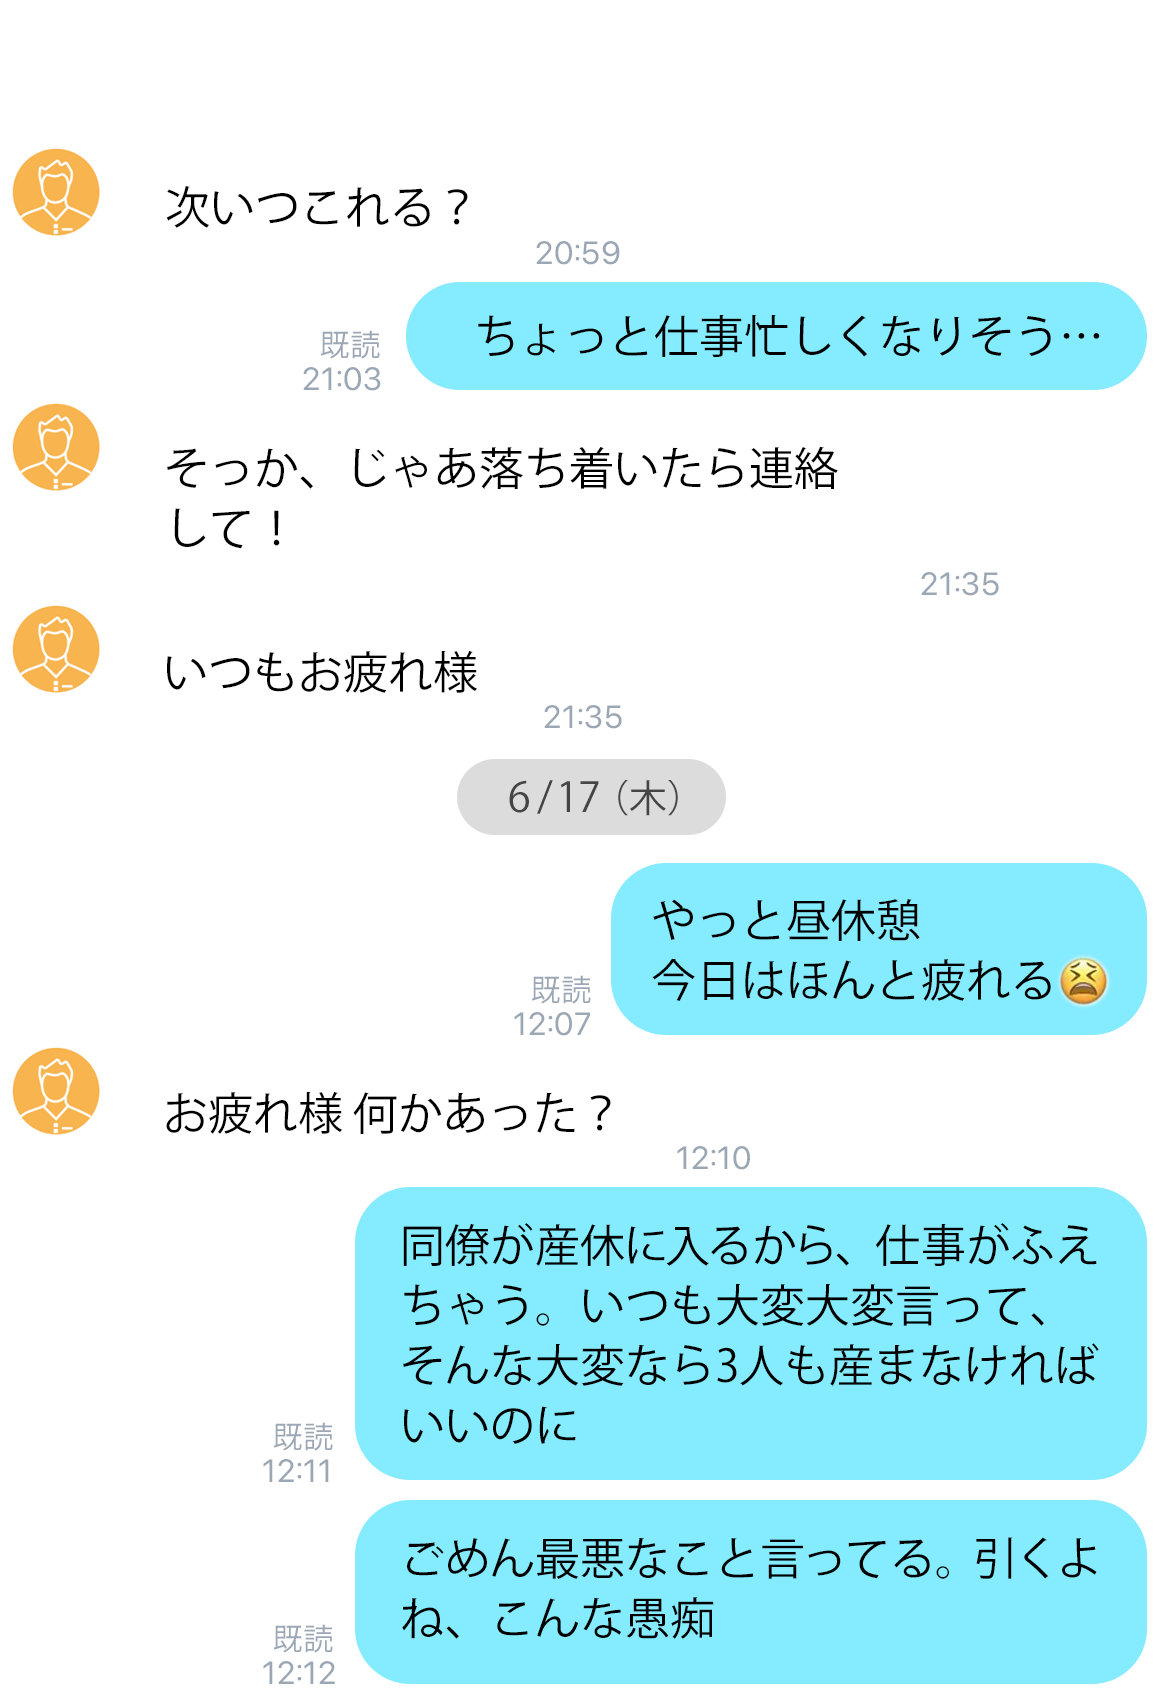 次いつこれる？
20:59
ちょっと仕事忙しくなりそう…
既読
21:03
そっか、じゃあ落ち着いたら連絡
して！
21:35
いつもお疲れ様
21:35
6/17（木）
やっと昼休憩
今日はほんと疲れる😫
既読
12:07
お疲れ様 何かあった？
12:10
同僚が産休に入るから、仕事がふえ
ちゃう。いつも大変大変言って、
そんな大変なら3人も産まなければ
いいのに
既読
12:11
ごめん最悪なこと言ってる。引くよ
ね、こんな愚痴
既読
12:12